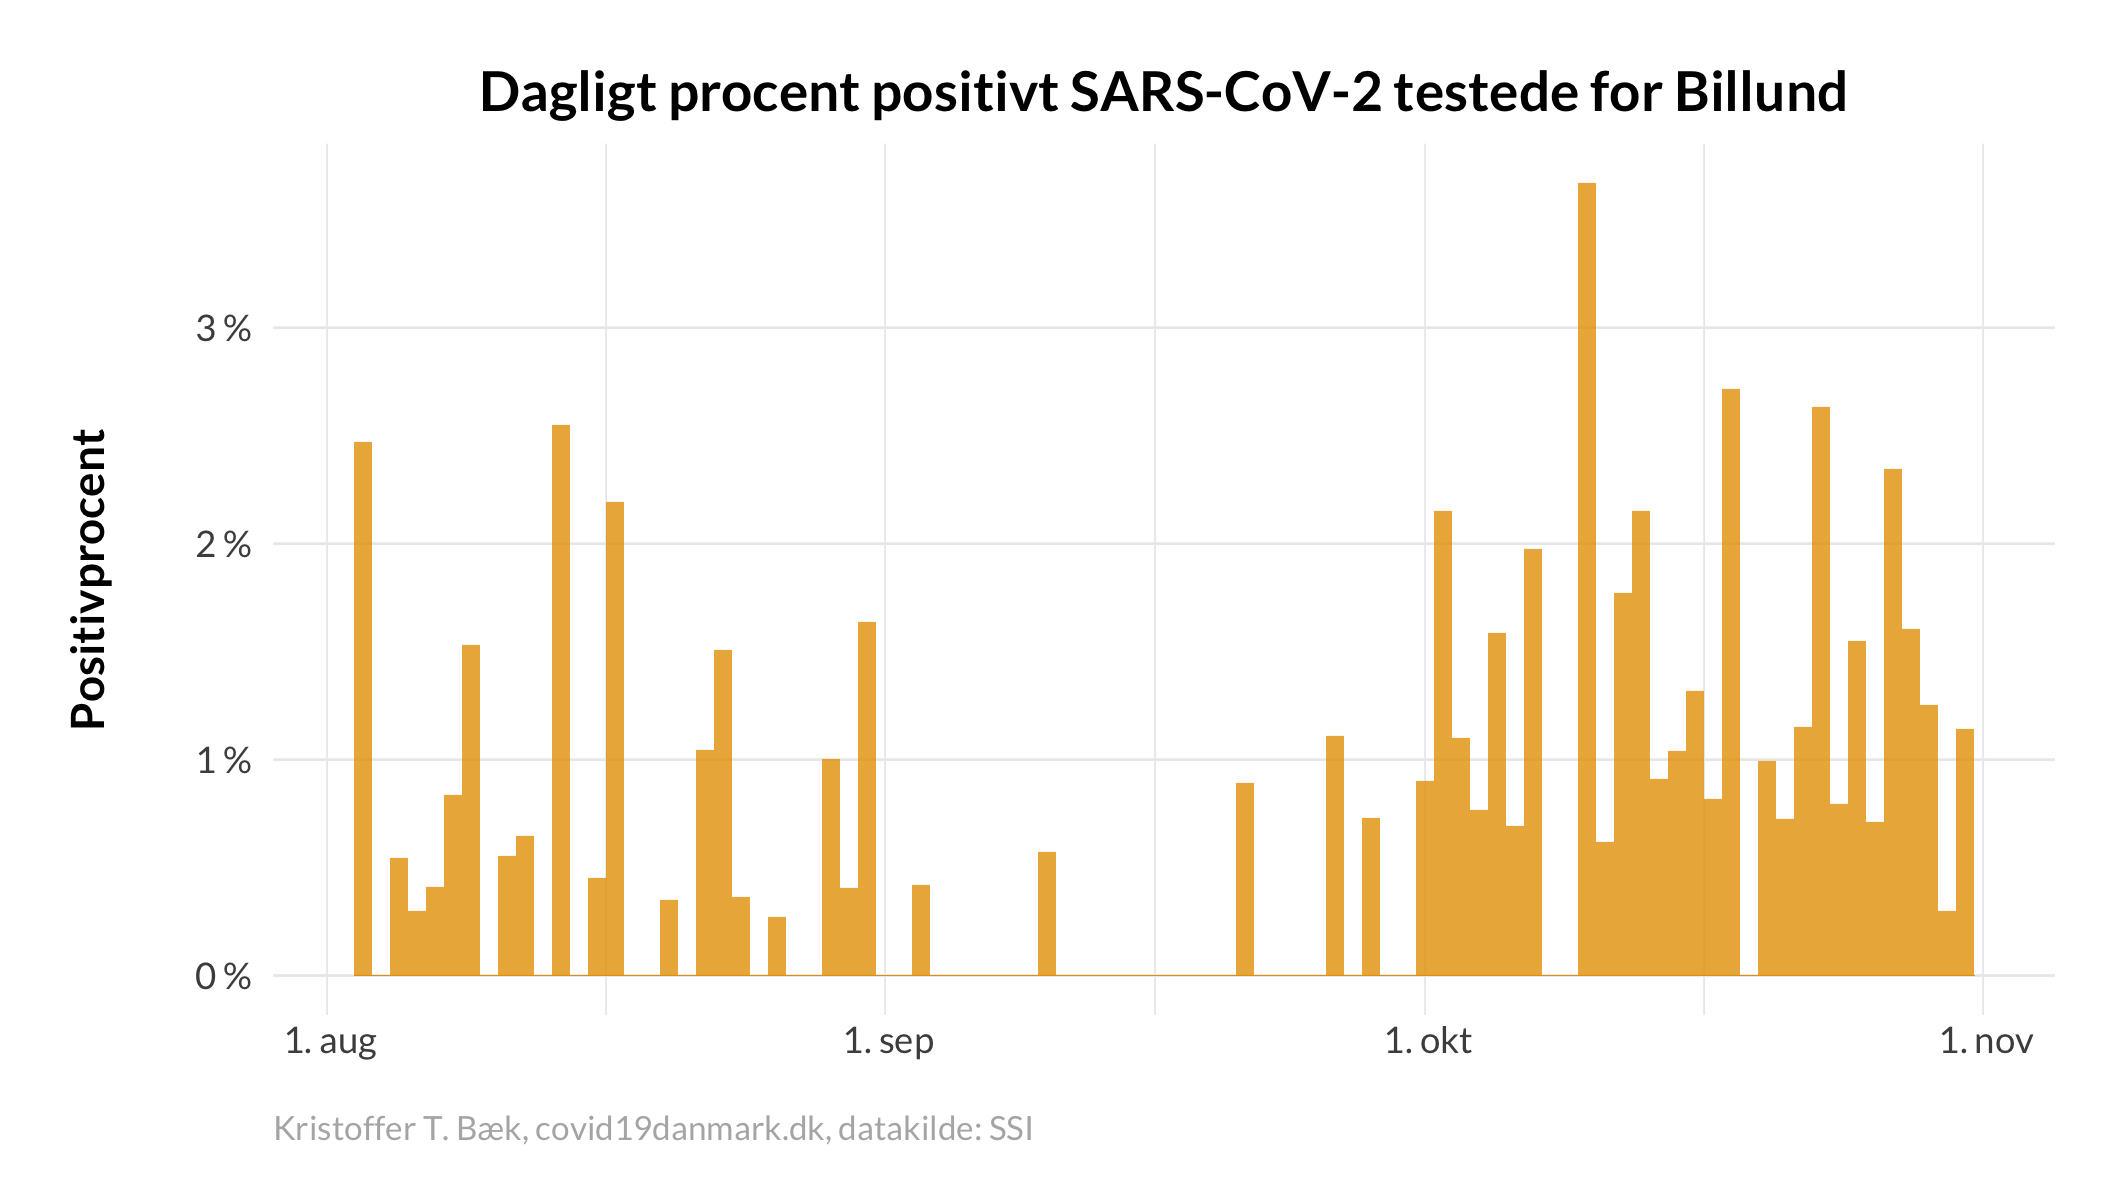 Dagligt procent positivt SARS-CoV-2 testede for Billund
Positivprocent
3 %
2 %
1 %
0 %
1. aug
1. sep
1. okt
1. nov
Kristoffer T. Bæk, covid19danmark.dk, datakilde: SSI